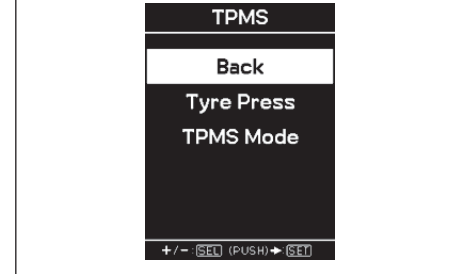 TPMS
Back
Tyre Press
TPMS Mode
+/-:SEL (PUSH)➔:SET